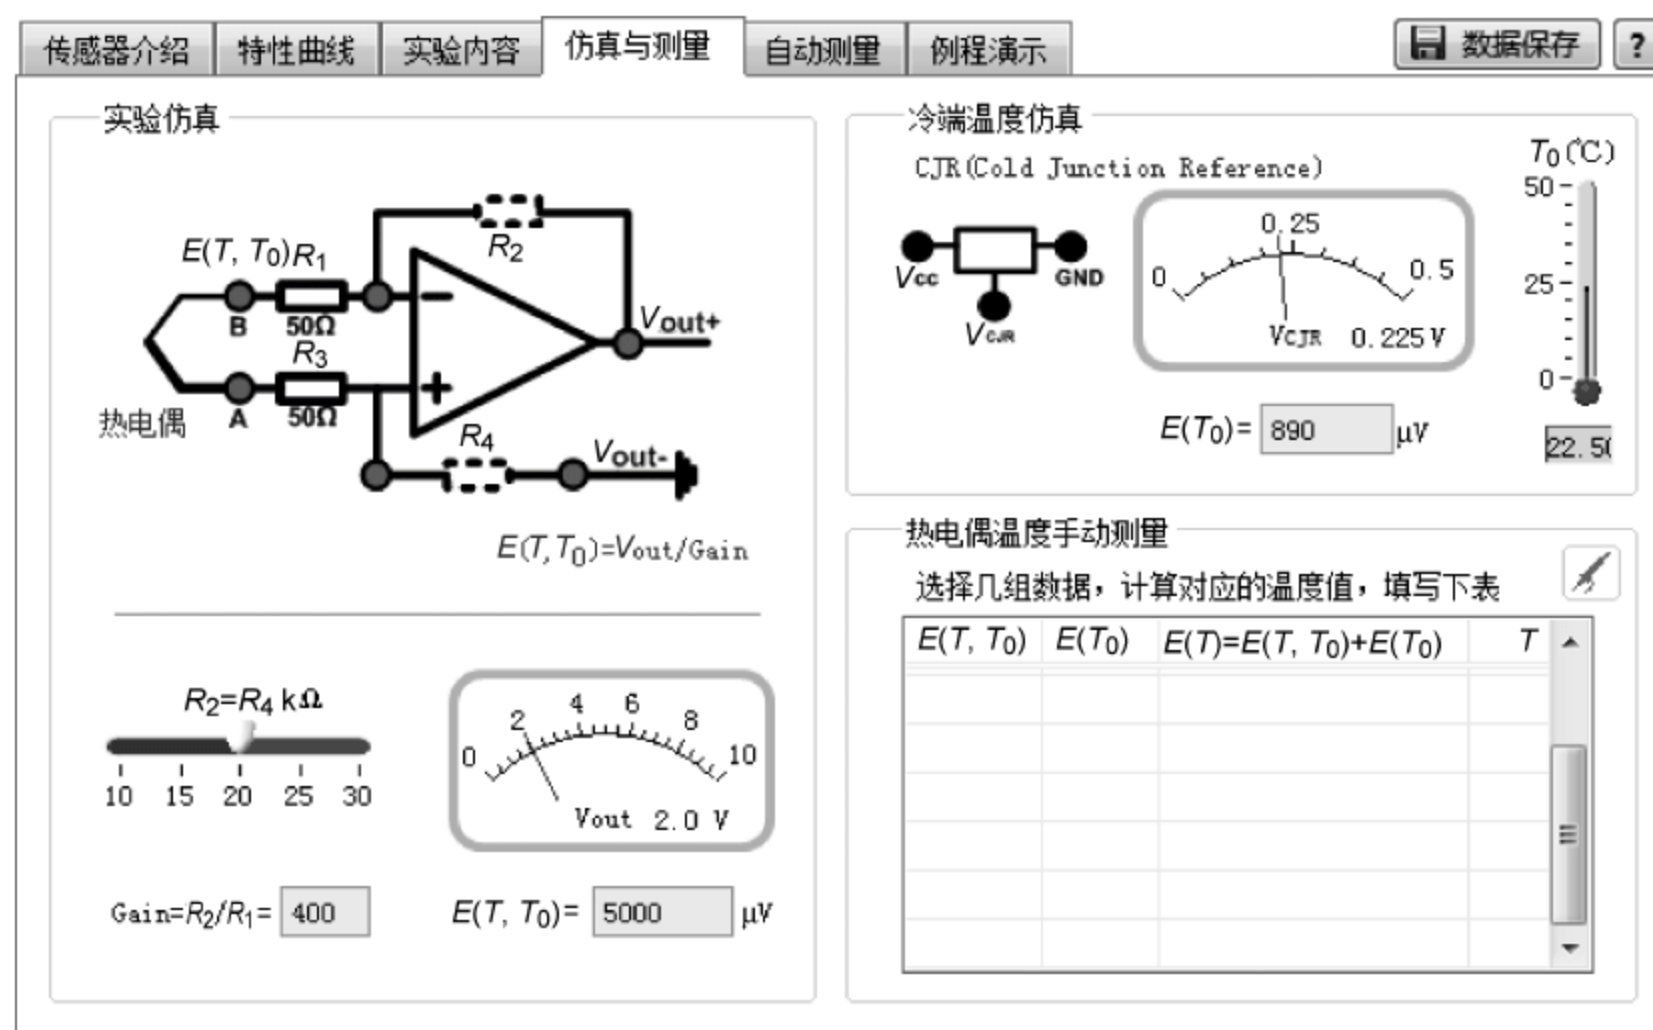 传感器介绍 特性曲线 实验内容 仿真与测量 自动测量 例程演示 数据保存 ?
实验仿真
E(T, T0) R1
R2
B
50Ω
R3
A
50Ω
热电偶
Vout+
R4
Vout-
E(T, T0)=Vout/Gain
R2=R4 kΩ
10 15 20 25 30
0 2 4 6 8 10
Vout 2.0 V
Gain=R2/R1= 400
E(T, T0)= 5000 μV
冷端温度仿真
CJR(Cold Junction Reference)
Vcc
GND
VCJR
0 0.25 0.5
VCJR 0.225 V
T0(℃)
50
25
0
22.5
E(T0)= 890 μV
热电偶温度手动测量
选择几组数据，计算对应的温度值，填写下表
E(T, T0) E(T0) E(T)=E(T, T0)+E(T0) T